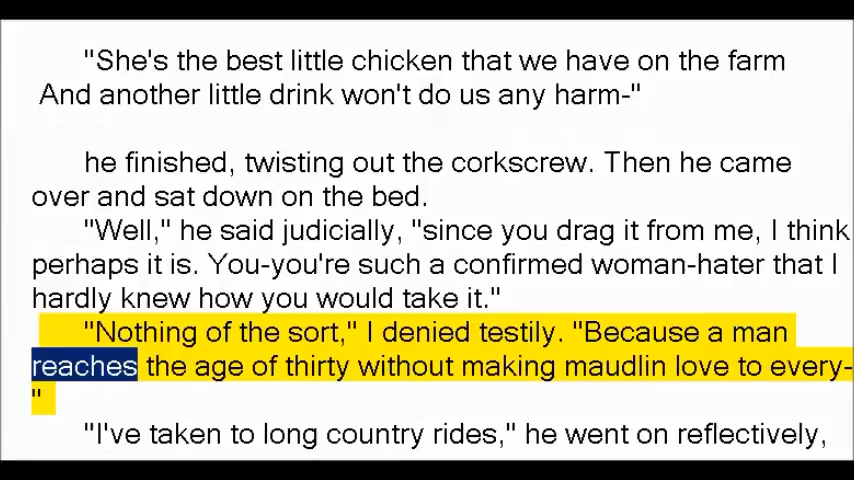 "She's the best little chicken that we have on the farm
And another little drink won't do us any harm-"
he finished, twisting out the corkscrew. Then he came
over and sat down on the bed.
"Well," he said judicially, "since you drag it from me, I think
perhaps it is. You-you're such a confirmed woman-hater that I
hardly knew how you would take it."
"Nothing of the sort," I denied testily. "Because a man
reaches the age of thirty without making maudlin love to every-
"
"I've taken to long country rides," he went on reflectively,